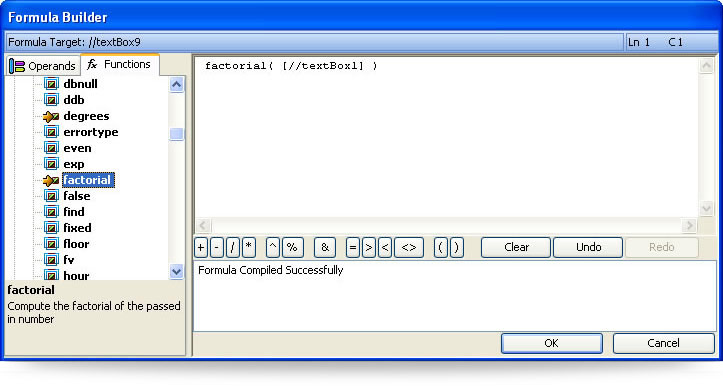 Formula Builder
Formula Target: //textBox9
Ln 1 C 1
Operands fx Functions
factorial( [//textBox1] )
dbnull
ddb
degrees
errortype
even
exp
factorial
false
find
fixed
floor
fv
hour
+ - / * ^ % & = > < <> ( ) Clear Undo Redo
Formula Compiled Successfully
factorial
Compute the factorial of the passed
in number
OK Cancel